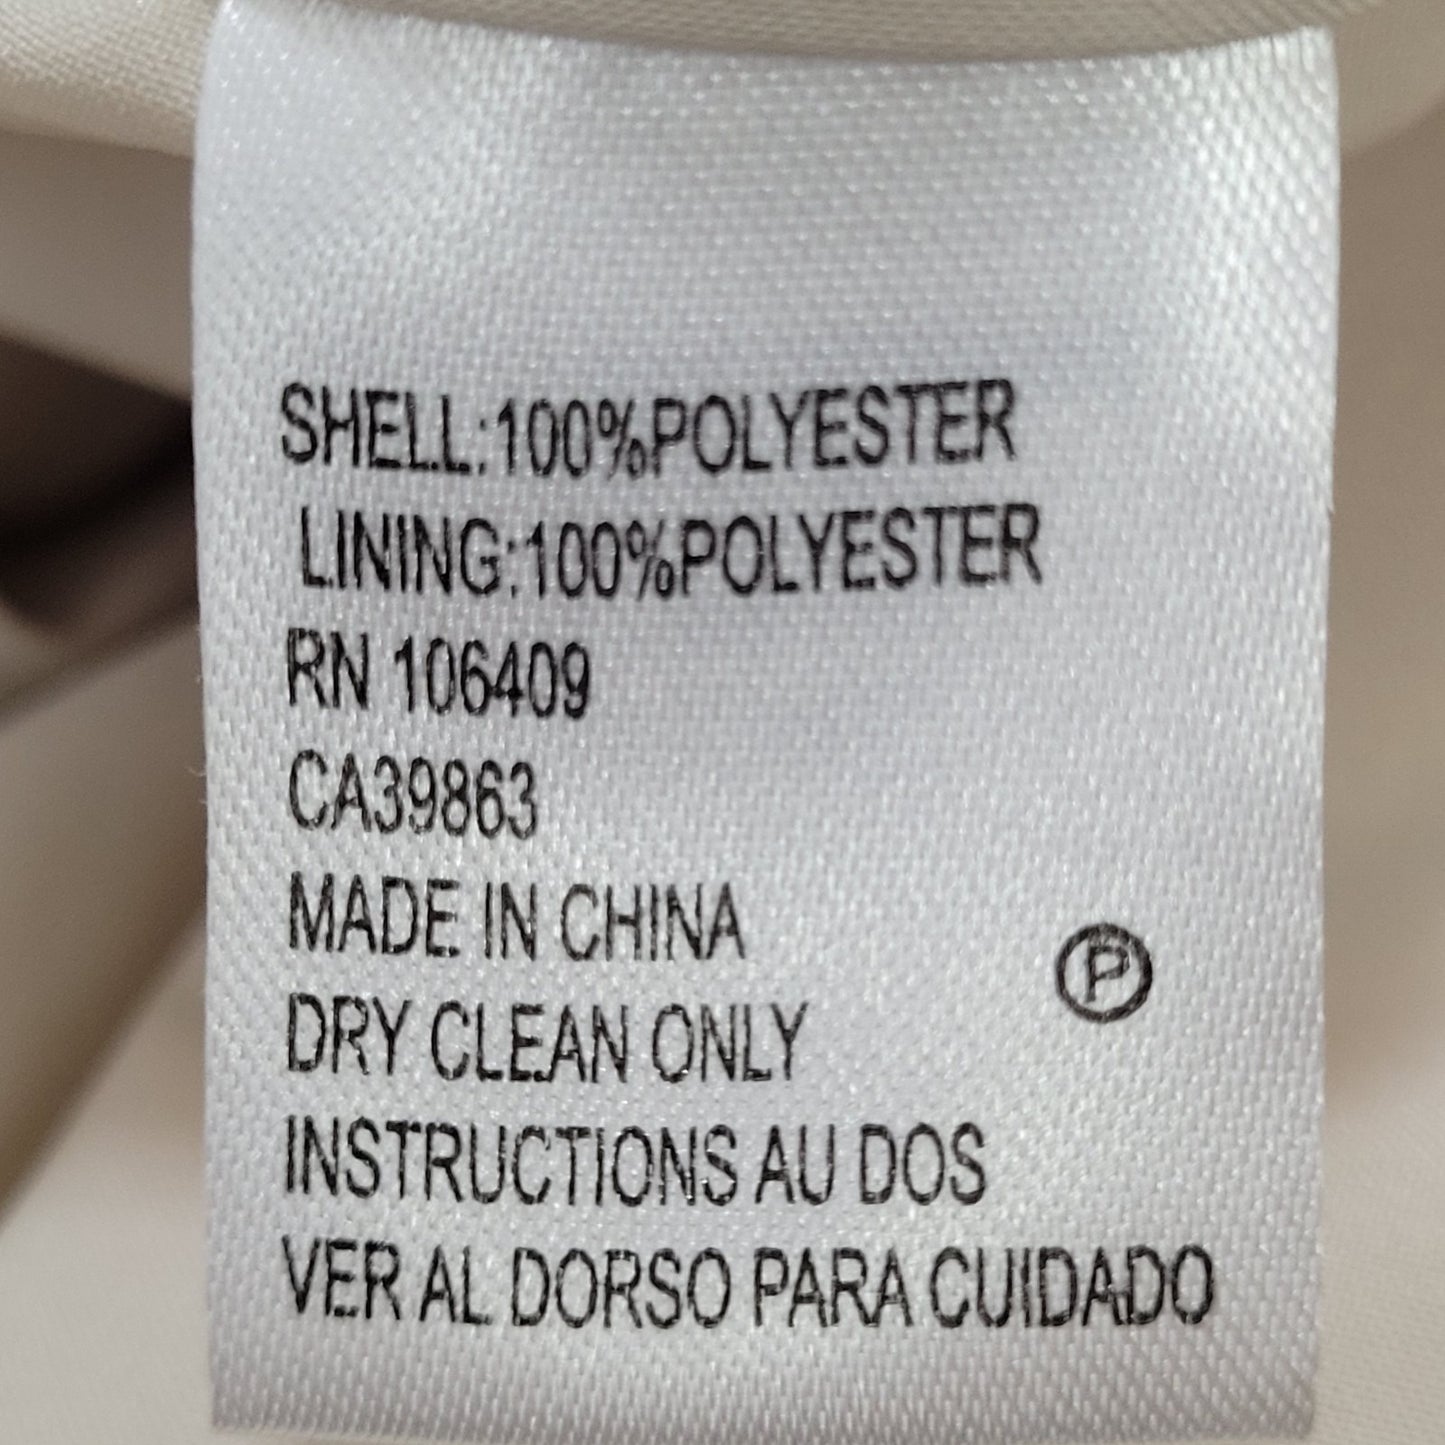 SHELL:100%POLYESTER
LINING:100%POLYESTER
RN 106409
CA39863
MADE IN CHINA
P
DRY CLEAN ONLY
INSTRUCTIONS AU DOS
VER AL DORSO PARA CUIDADO